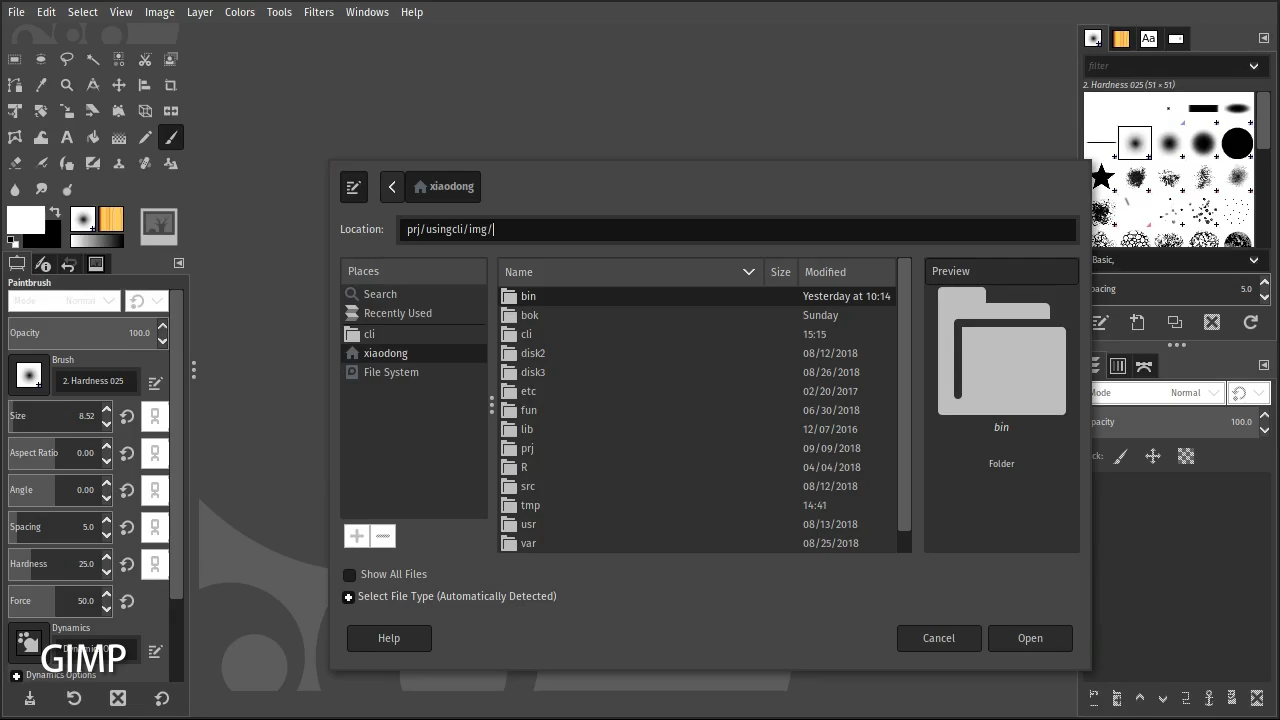 File Edit Select View Image Layer Colors Tools Filters Windows Help
Aa
filter
2. Hardness 025 (51 × 51)
Basic,
pacing 5.0
Mode Normal
pacity 100.0
ck:
A
Paintbrush
Mode Normal
Opacity 100.0
Brush
2. Hardness 025
Size 8.52
Aspect Ratio 0.00
Angle 0.00
Spacing 5.0
Hardness 25.0
Force 50.0
Dynamics
Dynamics Options
GIMP
xiaodong
Location: prj/usingcli/img/
Places
Search
Recently Used
cli
xiaodong
File System
Name Size Modified
bin Yesterday at 10:14
bok Sunday
cli 15:15
disk2 08/12/2018
disk3 08/26/2018
etc 02/20/2017
fun 06/30/2018
lib 12/07/2016
prj 09/09/2018
R 04/04/2018
src 08/12/2018
tmp 14:41
usr 08/13/2018
var 08/25/2018
Preview
bin
Folder
Show All Files
Select File Type (Automatically Detected)
Help Cancel Open